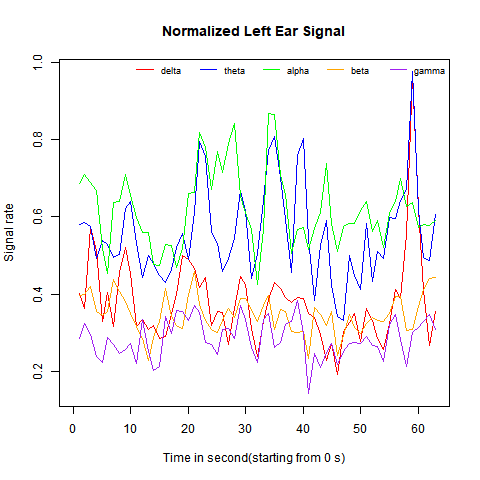 Normalized Left Ear Signal
delta theta alpha beta gamma
Signal rate
1.0
0.8
0.6
0.4
0.2
0 10 20 30 40 50 60
Time in second(starting from 0 s)